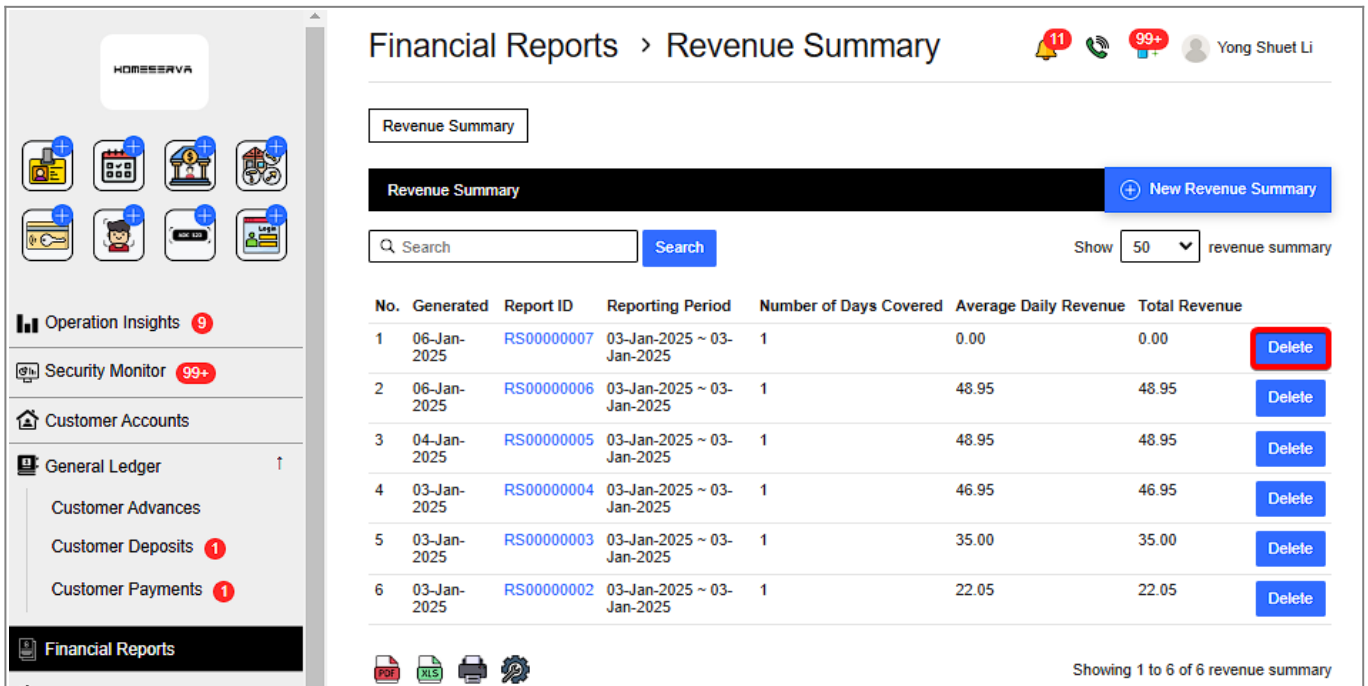 HOMESERVA
Financial Reports > Revenue Summary
11
99+
Yong Shuet Li
Revenue Summary
Revenue Summary
New Revenue Summary
Search
Search
Show 50 revenue summary
Operation Insights 9
Security Monitor 99+
Customer Accounts
General Ledger ↑
Customer Advances
Customer Deposits 1
Customer Payments 1
Financial Reports
No. Generated Report ID Reporting Period Number of Days Covered Average Daily Revenue Total Revenue
1 06-Jan- RS00000007 03-Jan-2025 ~ 03- 1 0.00 0.00 Delete
2025 Jan-2025
2 06-Jan- RS00000006 03-Jan-2025 ~ 03- 1 48.95 48.95 Delete
2025 Jan-2025
3 04-Jan- RS00000005 03-Jan-2025 ~ 03- 1 48.95 48.95 Delete
2025 Jan-2025
4 03-Jan- RS00000004 03-Jan-2025 ~ 03- 1 46.95 46.95 Delete
2025 Jan-2025
5 03-Jan- RS00000003 03-Jan-2025 ~ 03- 1 35.00 35.00 Delete
2025 Jan-2025
6 03-Jan- RS00000002 03-Jan-2025 ~ 03- 1 22.05 22.05 Delete
2025 Jan-2025
PDF XLS
Showing 1 to 6 of 6 revenue summary